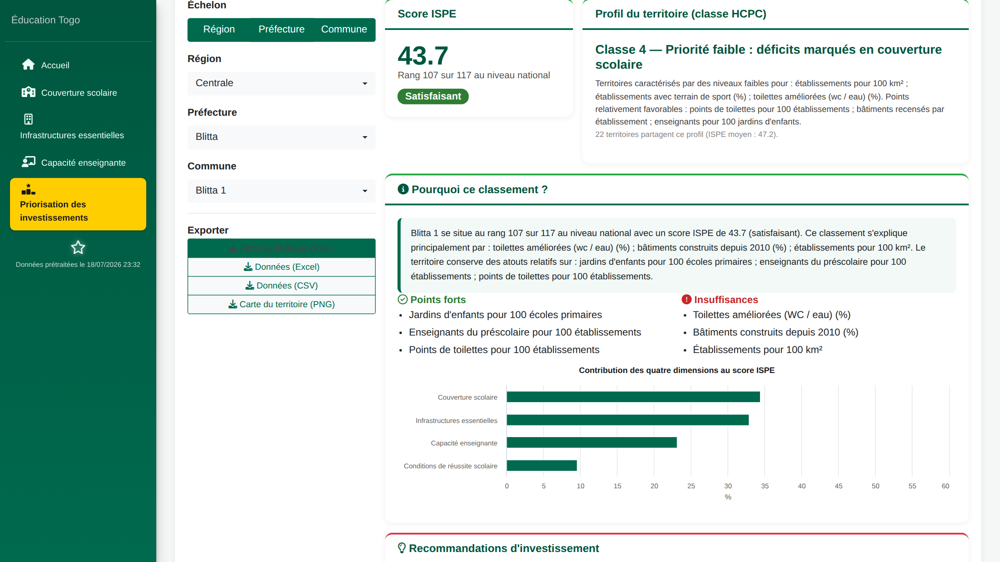 Éducation Togo
Accueil
Couverture scolaire
Infrastructures essentielles
Capacité enseignante
Priorisation des
investissements
Données prétraitées le 18/07/2026 23:32
Échelon
Région
Préfecture
Commune
Région
Centrale
Préfecture
Blitta
Commune
Blitta 1
Exporter
Fiche synthétique (PDF)
Données (Excel)
Données (CSV)
Carte du territoire (PNG)
Score ISPE
43.7
Rang 107 sur 117 au niveau national
Satisfaisant
Profil du territoire (classe HCPC)
Classe 4 — Priorité faible : déficits marqués en couverture
scolaire
Territoires caractérisés par des niveaux faibles pour : établissements pour 100 km² ;
établissements avec terrain de sport (%) ; toilettes améliorées (wc / eau) (%). Points
relativement favorables : points de toilettes pour 100 établissements ; bâtiments recensés par
établissement ; enseignants pour 100 jardins d'enfants.
22 territoires partagent ce profil (ISPE moyen : 47.2).
Pourquoi ce classement ?
Blitta 1 se situe au rang 107 sur 117 au niveau national avec un score ISPE de 43.7 (satisfaisant). Ce classement s'explique
principalement par : toilettes améliorées (wc / eau) (%) ; bâtiments construits depuis 2010 (%) ; établissements pour 100 km². Le
territoire conserve des atouts relatifs sur : jardins d'enfants pour 100 écoles primaires ; enseignants du préscolaire pour 100
établissements ; points de toilettes pour 100 établissements.
Points forts
Jardins d'enfants pour 100 écoles primaires
Enseignants du préscolaire pour 100 établissements
Points de toilettes pour 100 établissements
Insuffisances
Toilettes améliorées (WC / eau) (%)
Bâtiments construits depuis 2010 (%)
Établissements pour 100 km²
Contribution des quatre dimensions au score ISPE
Couverture scolaire
Infrastructures essentielles
Capacité enseignante
Conditions de réussite scolaire
0 5 10 15 20 25 30 35 40 45 50 55 60
%
Recommandations d'investissement